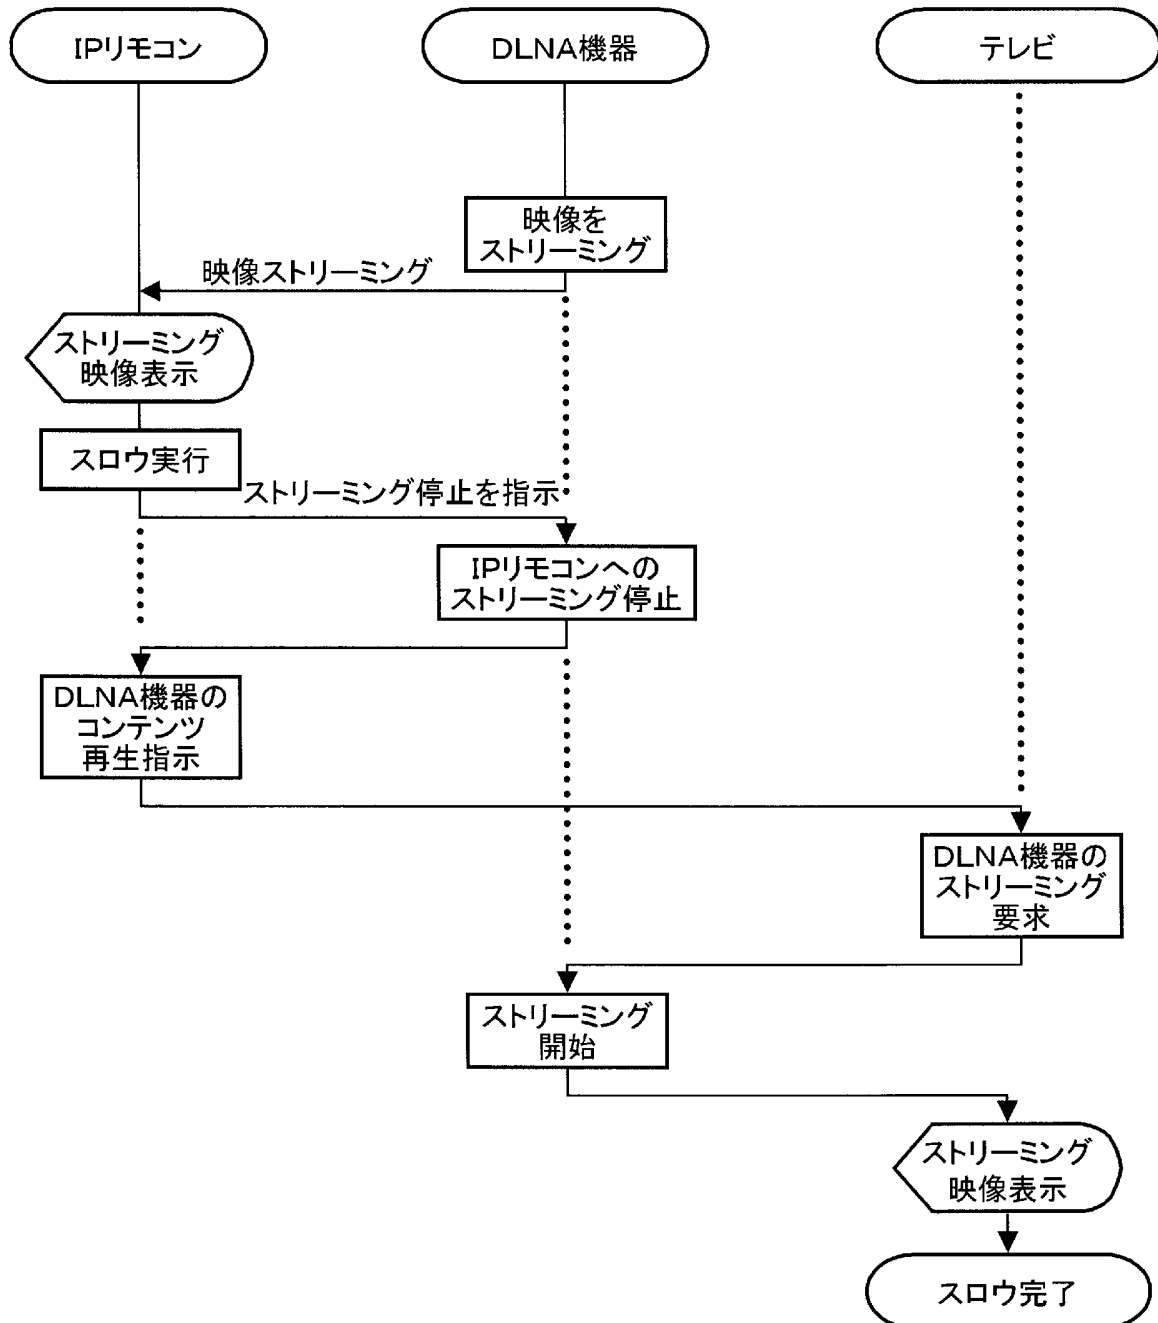 IPリモコン
DLNA機器
テレビ
映像を
ストリーミング
映像ストリーミング
ストリーミング
映像表示
スロウ実行
ストリーミング停止を指示
IPリモコンへの
ストリーミング停止
DLNA機器の
コンテンツ
再生指示
DLNA機器の
ストリーミング
要求
ストリーミング
開始
ストリーミング
映像表示
スロウ完了